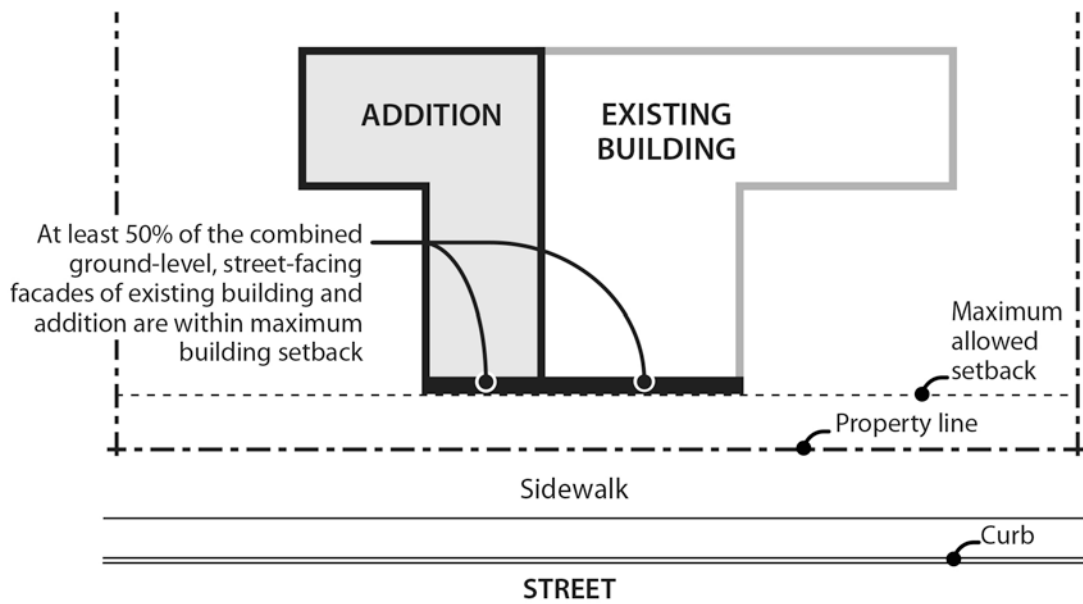 ADDITION
EXISTING
BUILDING
At least 50% of the combined
ground-level, street-facing
facades of existing building and
addition are within maximum
building setback
Maximum
allowed
setback
Property line
Sidewalk
Curb
STREET